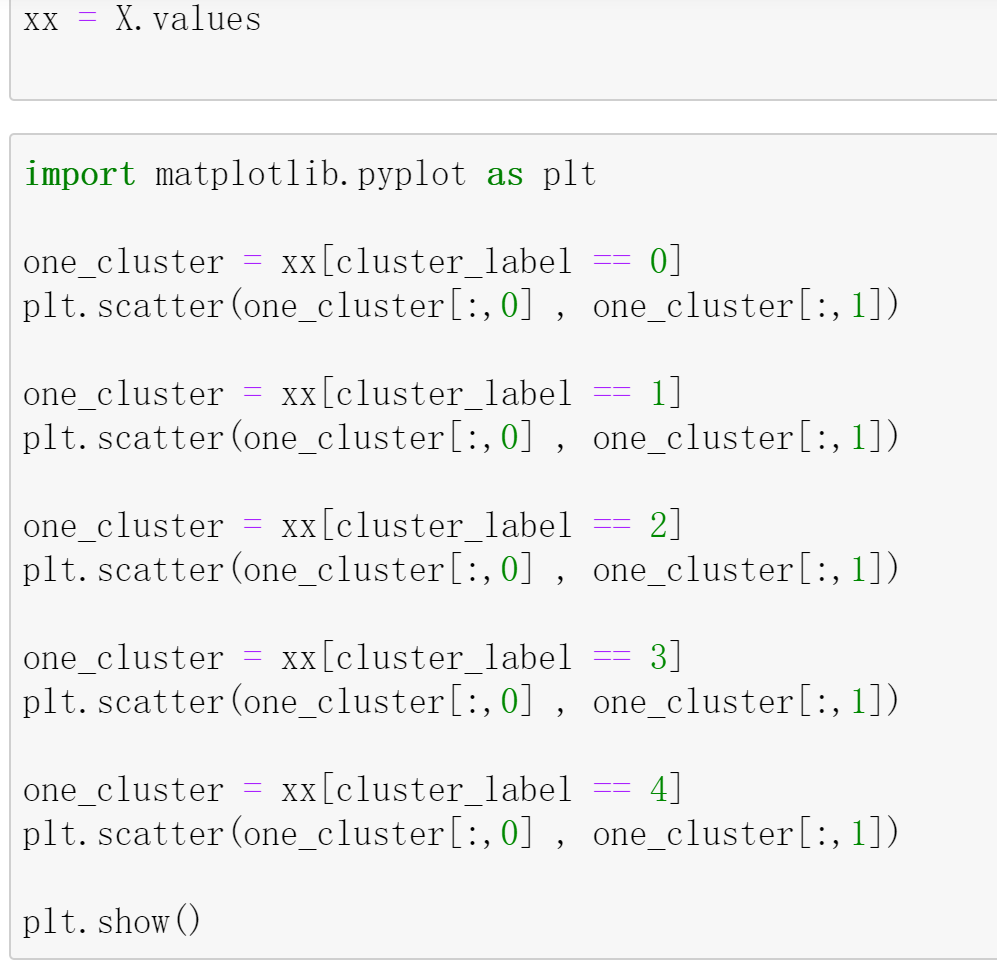 xx = X.values
import matplotlib.pyplot as plt
one_cluster = xx[cluster_label == 0]
plt.scatter(one_cluster[:,0] , one_cluster[:,1])
one_cluster = xx[cluster_label == 1]
plt.scatter(one_cluster[:,0] , one_cluster[:,1])
one_cluster = xx[cluster_label == 2]
plt.scatter(one_cluster[:,0] , one_cluster[:,1])
one_cluster = xx[cluster_label == 3]
plt.scatter(one_cluster[:,0] , one_cluster[:,1])
one_cluster = xx[cluster_label == 4]
plt.scatter(one_cluster[:,0] , one_cluster[:,1])
plt.show()